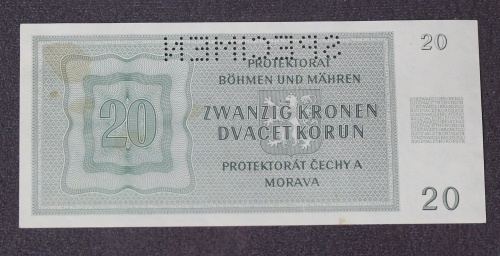 SPECIMEN
20
PROTEKTORAT
BÖHMEN UND MÄHREN
ZWANZIG KRONEN
DVACET KORUN
PROTEKTORÁT ČECHY A
MORAVA
20
20